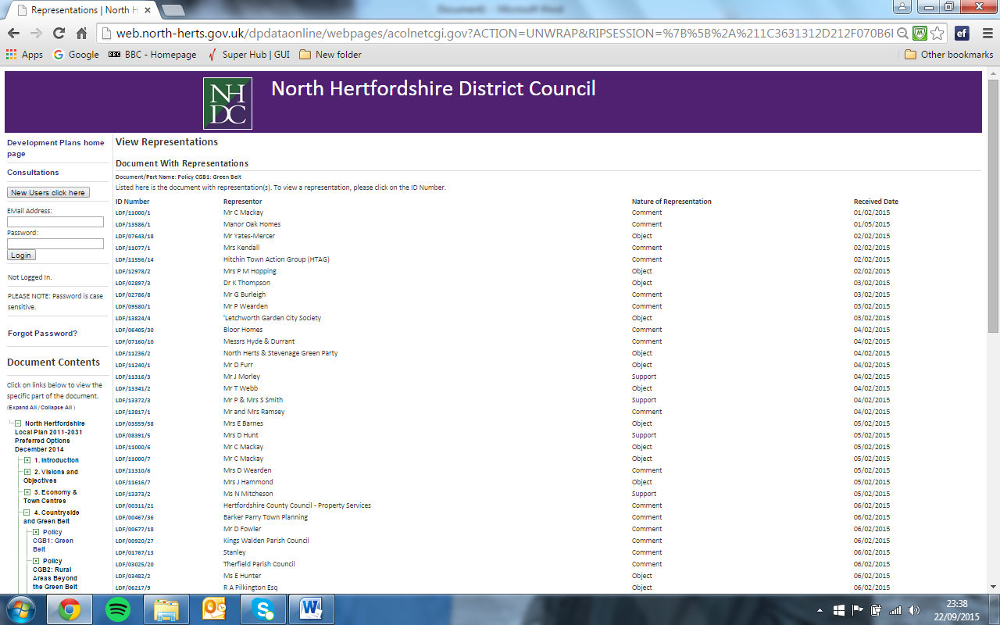 Representations | North H
Document1 - Microsoft Word
web.north-herts.gov.uk/dpdataonline/webpages/acolnetcgi.gov?ACTION=UNWRAP&RIPSESSION=%7B%5B%2A%211C3631312D212F070B6I
Apps Google BBC BBC - Homepage Super Hub | GUI New folder Other bookmarks
NHDC North Hertfordshire District Council
Development Plans home
page
Consultations
New Users click here
EMail Address:
Password:
Login
Not Logged In.
PLEASE NOTE: Password is case
sensitive.
Forgot Password?
Document Contents
Click on links below to view the
specific part of the document.
(Expand All / Collapse All )
North Hertfordshire
Local Plan 2011-2031
Preferred Options
December 2014
1. Introduction
2. Visions and
Objectives
3. Economy &
Town Centres
4. Countryside
and Green Belt
Policy
CGB1: Green
Belt
Policy
CGB2: Rural
Areas Beyond
the Green Belt
View Representations
Document With Representations
Document/Part Name: Policy CGB1: Green Belt
Listed here is the document with representation(s). To view a representation, please click on the ID Number.
ID Number Representor Nature of Representation Received Date
LDF/11000/1 Mr C Mackay Comment 01/02/2015
LDF/13586/1 Manor Oak Homes Comment 01/05/2015
LDF/07643/18 Mr Yates-Mercer Object 02/02/2015
LDF/11077/1 Mrs Kendall Comment 02/02/2015
LDF/11556/14 Hitchin Town Action Group (HTAG) Comment 02/02/2015
LDF/12978/2 Mrs P M Hopping Object 02/02/2015
LDF/02897/3 Dr K Thompson Object 03/02/2015
LDF/02786/8 Mr G Burleigh Comment 03/02/2015
LDF/09580/1 Mr P Wearden Comment 03/02/2015
LDF/13824/4 'Letchworth Garden City Society Object 03/02/2015
LDF/06405/30 Bloor Homes Comment 04/02/2015
LDF/07160/10 Messrs Hyde & Durrant Comment 04/02/2015
LDF/11236/2 North Herts & Stevenage Green Party Object 04/02/2015
LDF/11240/1 Mr D Furr Object 04/02/2015
LDF/11316/3 Mr J Morley Support 04/02/2015
LDF/13341/2 Mr T Webb Object 04/02/2015
LDF/13372/3 Mr P & Mrs S Smith Support 04/02/2015
LDF/13817/1 Mr and Mrs Ramsey Comment 04/02/2015
LDF/03559/58 Mrs E Barnes Object 05/02/2015
LDF/08391/5 Mrs D Hunt Support 05/02/2015
LDF/11000/6 Mr C Mackay Object 05/02/2015
LDF/11000/7 Mr C Mackay Object 05/02/2015
LDF/11310/6 Mrs D Wearden Comment 05/02/2015
LDF/11616/7 Mrs J Hammond Object 05/02/2015
LDF/13373/2 Ms N Mitcheson Support 05/02/2015
LDF/00311/21 Hertfordshire County Council - Property Services Comment 06/02/2015
LDF/00467/36 Barker Parry Town Planning Comment 06/02/2015
LDF/00677/18 Mr D Fowler Comment 06/02/2015
LDF/00920/27 Kings Walden Parish Council Comment 06/02/2015
LDF/01767/13 Stanley Comment 06/02/2015
LDF/03025/20 Therfield Parish Council Comment 06/02/2015
LDF/03482/2 Ms E Hunter Object 06/02/2015
LDF/06217/9 R A Pilkington Esq Object 06/02/2015
23:38
22/09/2015